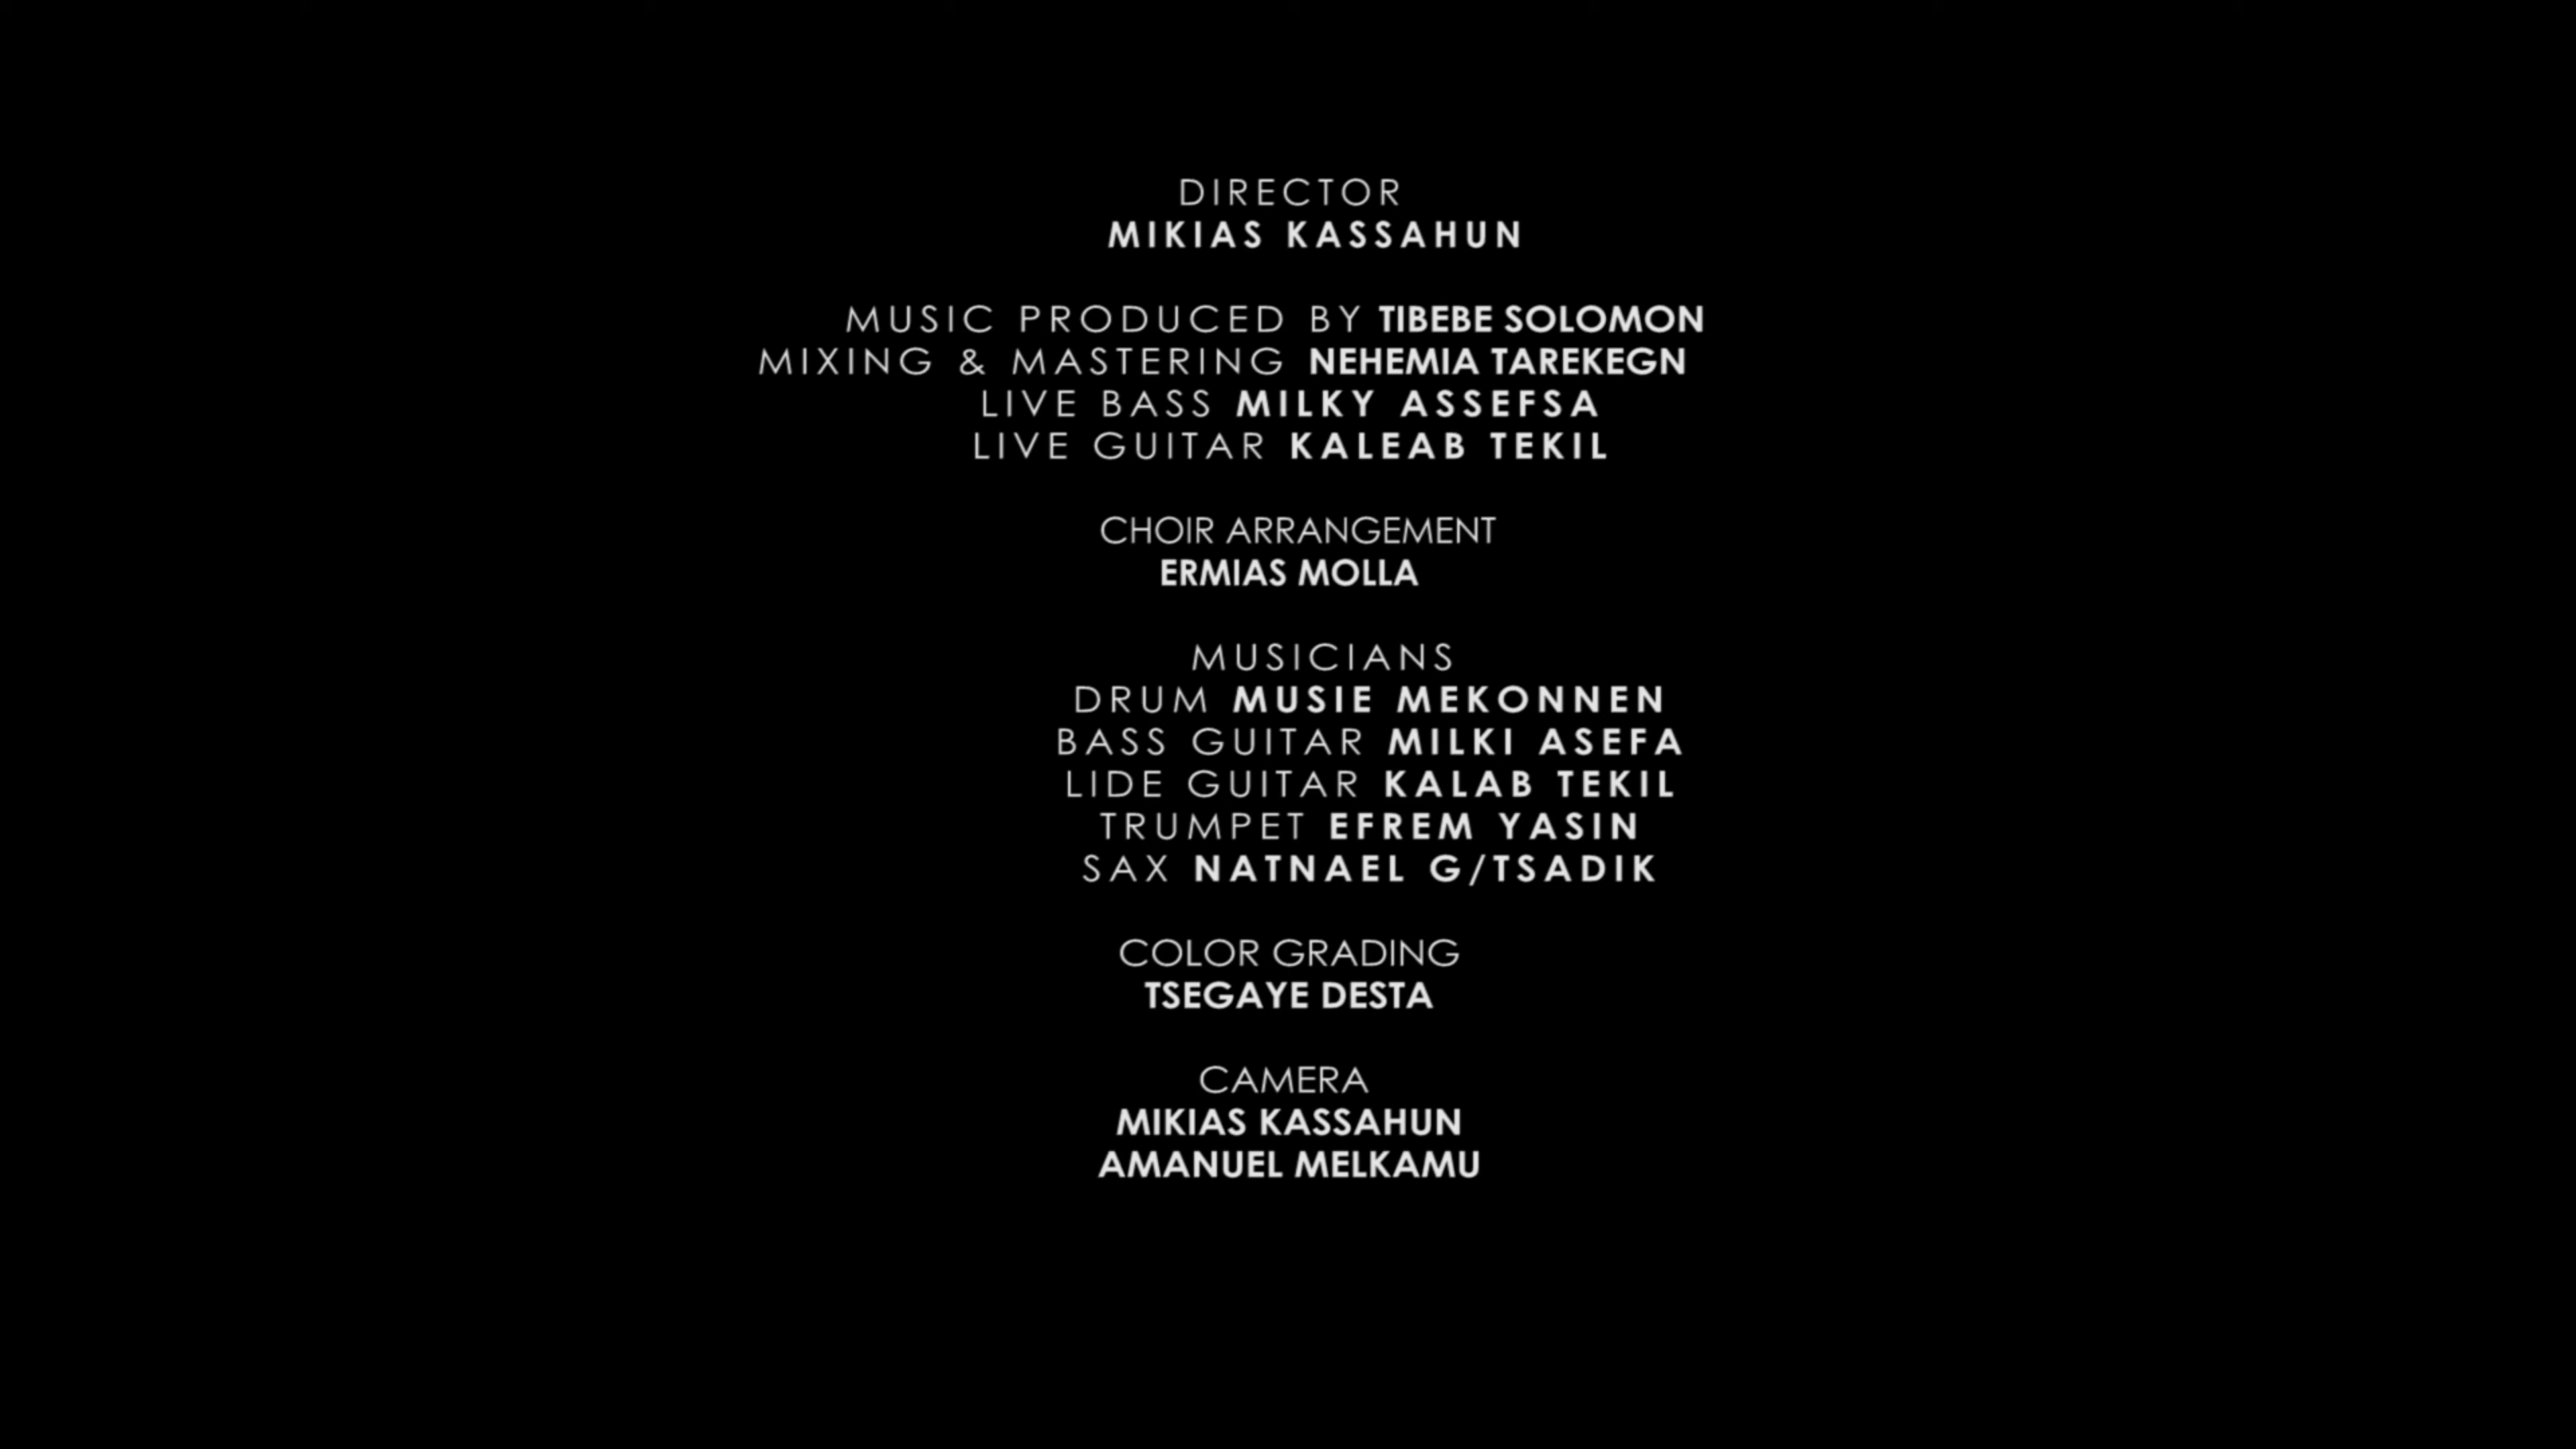 DIRECTOR
MIKIAS KASSAHUN
MUSIC PRODUCED BY TIBEBE SOLOMON
MIXING & MASTERING NEHEMIA TAREKEGN
LIVE BASS MILKY ASSEFSA
LIVE GUITAR KALEAB TEKIL
CHOIR ARRANGEMENT
ERMIAS MOLLA
MUSICIANS
DRUM MUSIE MEKONNEN
BASS GUITAR MILKI ASEFA
LIDE GUITAR KALAB TEKIL
TRUMPET EFREM YASIN
SAX NATNAEL G/TSADIK
COLOR GRADING
TSEGAYE DESTA
CAMERA
MIKIAS KASSAHUN
AMANUEL MELKAMU